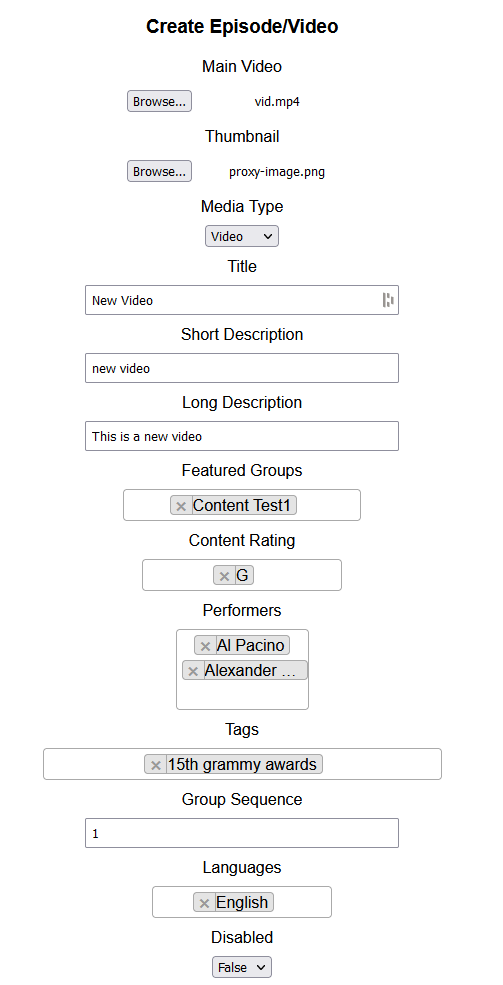 Create Episode/Video
Main Video
Browse... vid.mp4
Thumbnail
Browse... proxy-image.png
Media Type
Video
Title
New Video
Short Description
new video
Long Description
This is a new video
Featured Groups
× Content Test1
Content Rating
× G
Performers
× Al Pacino
× Alexander ...
Tags
× 15th grammy awards
Group Sequence
1
Languages
× English
Disabled
False